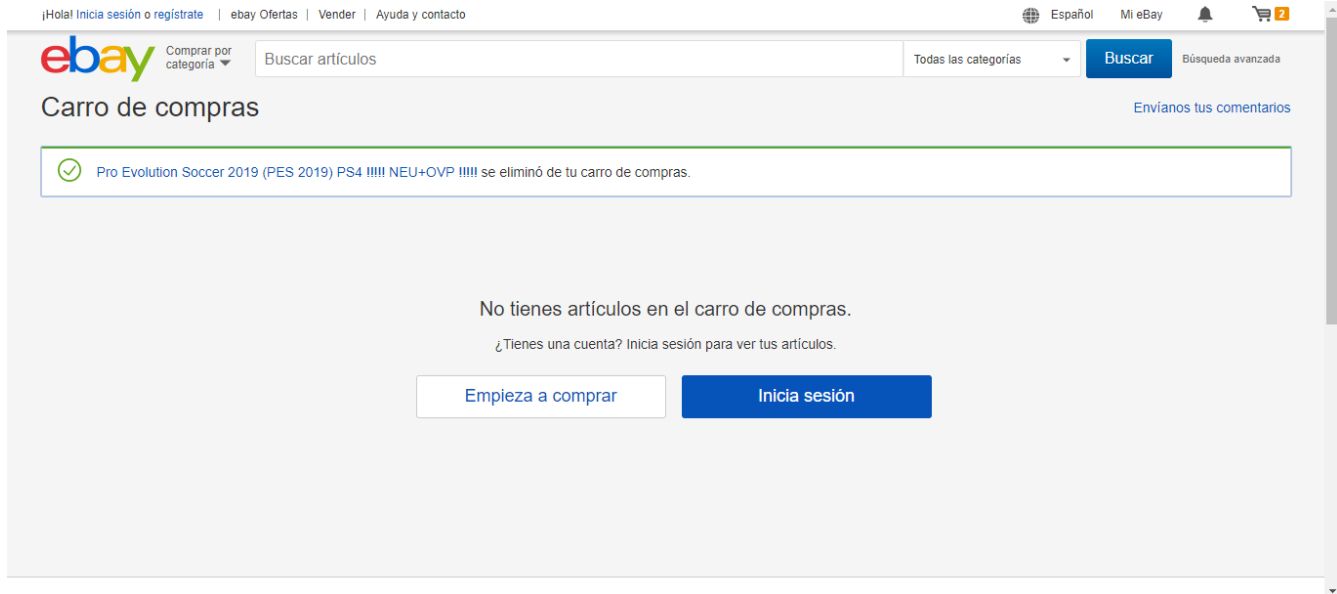 ¡Hola! Inicia sesión o regístrate | ebay Ofertas | Vender | Ayuda y contacto Español Mi eBay 2
ebay Comprar por categoría Buscar artículos Todas las categorías Buscar Búsqueda avanzada
Carro de compras Envíanos tus comentarios
Pro Evolution Soccer 2019 (PES 2019) PS4 !!!!! NEU+OVP !!!!! se eliminó de tu carro de compras.
No tienes artículos en el carro de compras.
¿Tienes una cuenta? Inicia sesión para ver tus artículos.
Empieza a comprar Inicia sesión